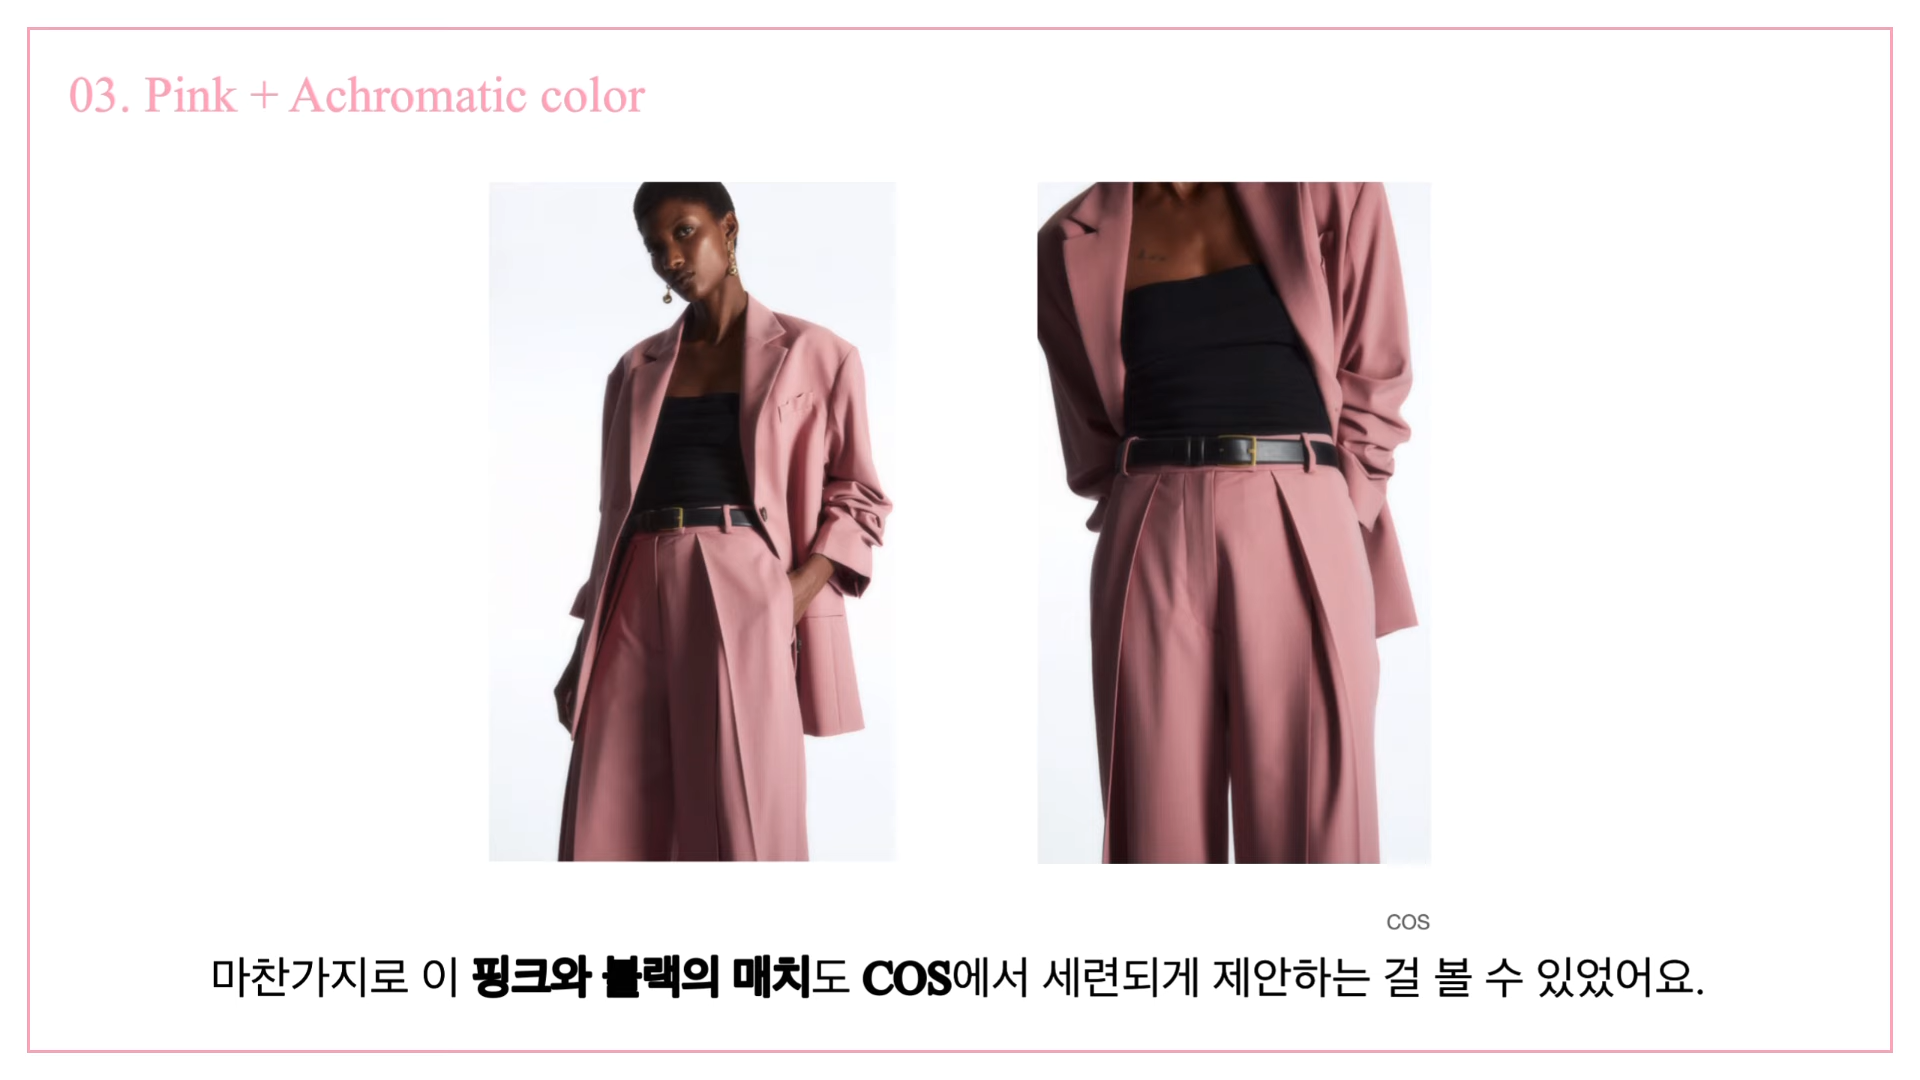 03. Pink + Achromatic color
COS
마찬가지로 이 핑크와 블랙의 매치도 COS에서 세련되게 제안하는 걸 볼 수 있었어요.